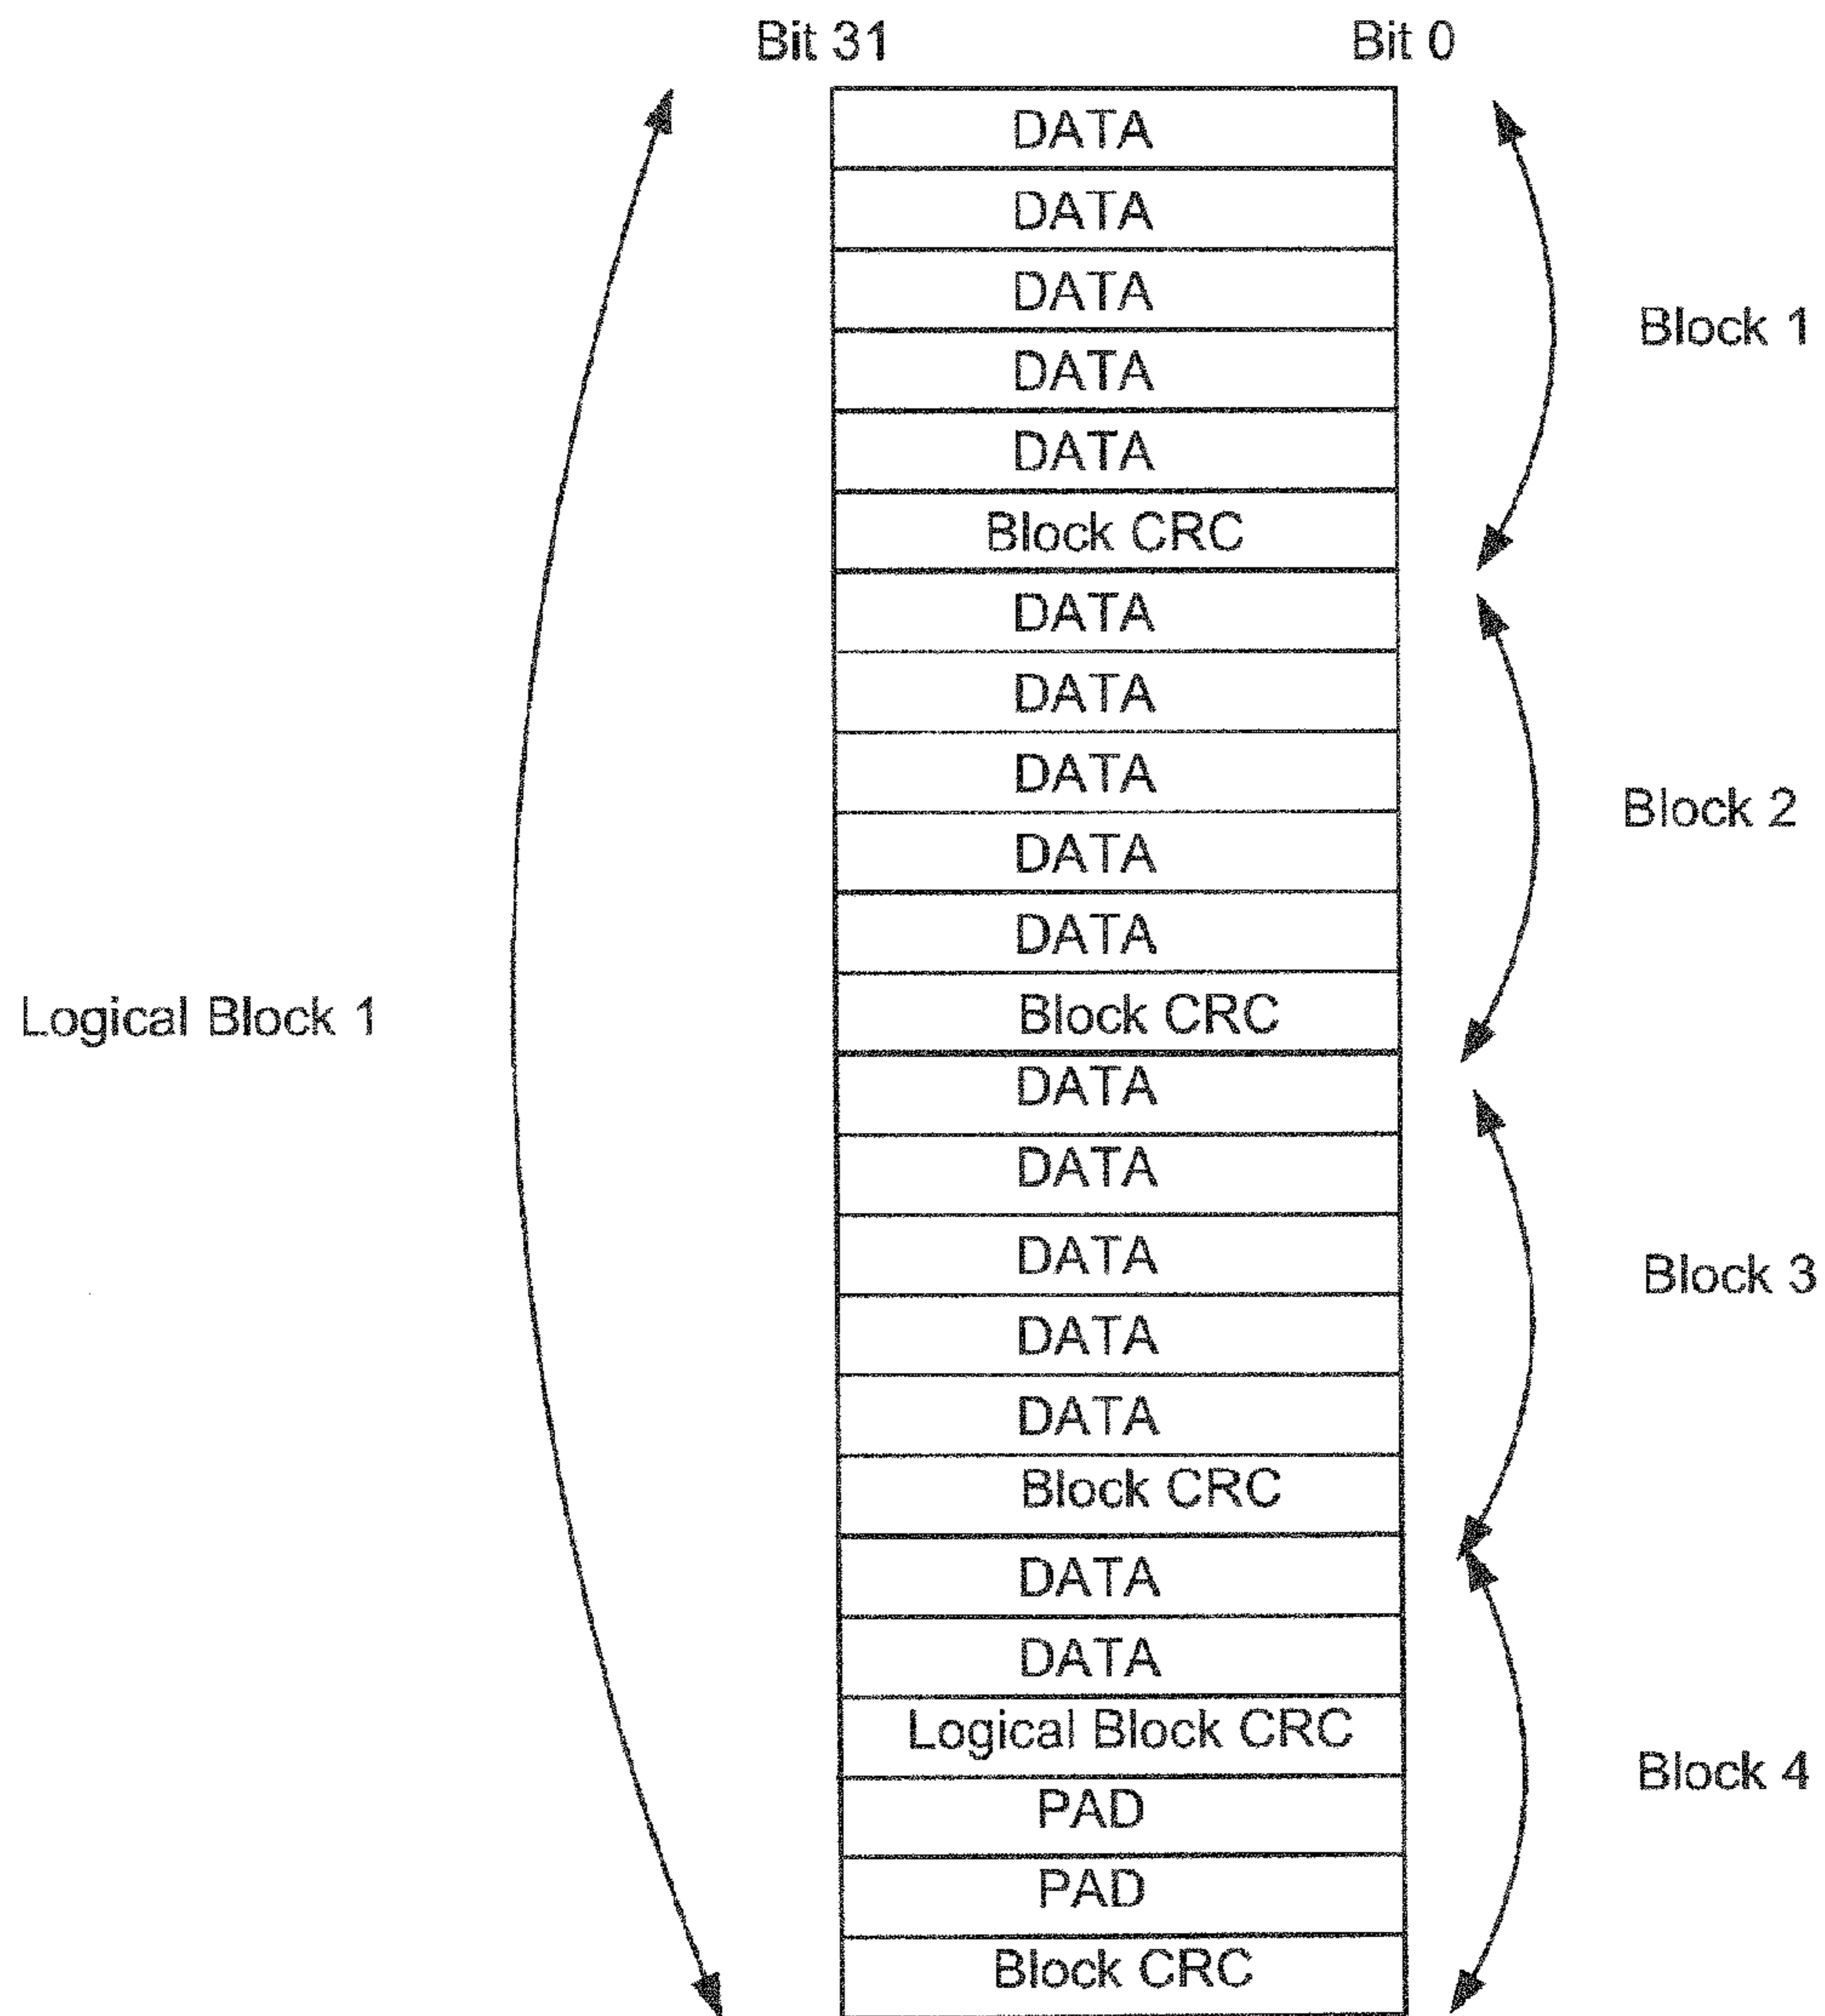 Bit 31 Bit 0
DATA
DATA
DATA
DATA
Block 1
DATA
Block CRC
DATA
DATA
DATA
DATA
Block 2
DATA
Logical Block 1
Block CRC
DATA
DATA
DATA
Block 3
DATA
DATA
Block CRC
DATA
DATA
Logical Block CRC
Block 4
PAD
PAD
Block CRC